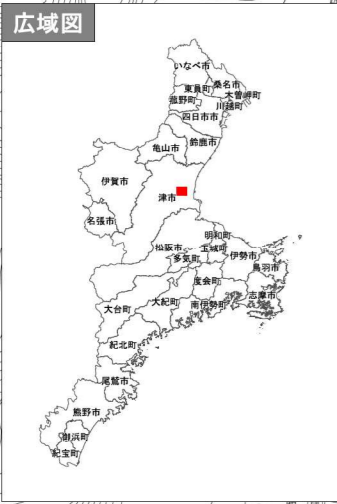 広域図
いなべ市
東員町
桑名市
木曽岬町
菰野町
川越町
四日市市
鈴鹿市
亀山市
伊賀市
津市
名張市
明和町
松阪市
玉城町
伊勢市
多気町
鳥羽市
度会町
志摩市
大紀町
南伊勢町
大台町
紀北町
尾鷲市
熊野市
御浜町
紀宝町